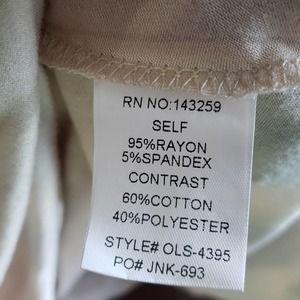 RN NO:143259
SELF
95%RAYON
5%SPANDEX
CONTRAST
60%COTTON
40%POLYESTER
STYLE# OLS-4395
PO# JNK-693